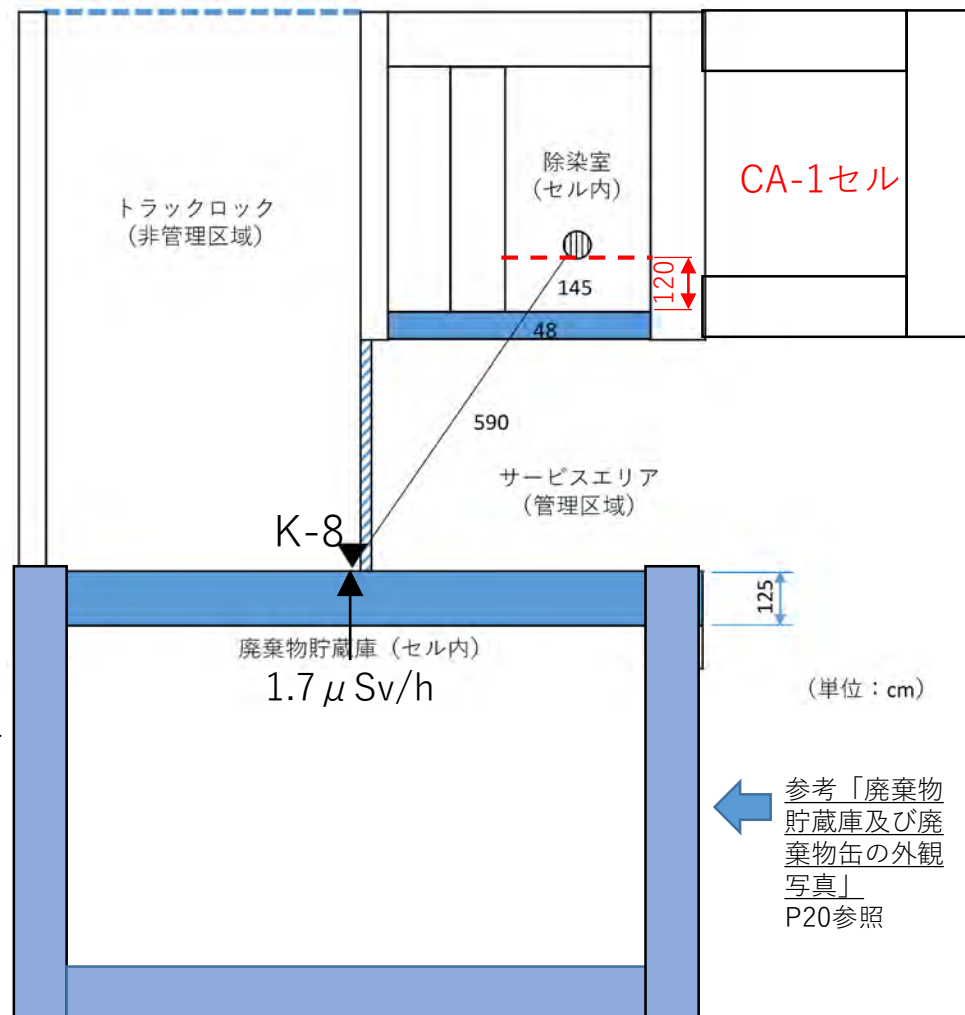 除染室
(セル内)
CA-1セル
トラックロック
(非管理区域)
145
120
48
590
サービスエリア
(管理区域)
K-8
125
廃棄物貯蔵庫(セル内)
1.7μSv/h
(単位:cm)
参考「廃棄物
貯蔵庫及び廃
棄物缶の外観
写真」
P20参照